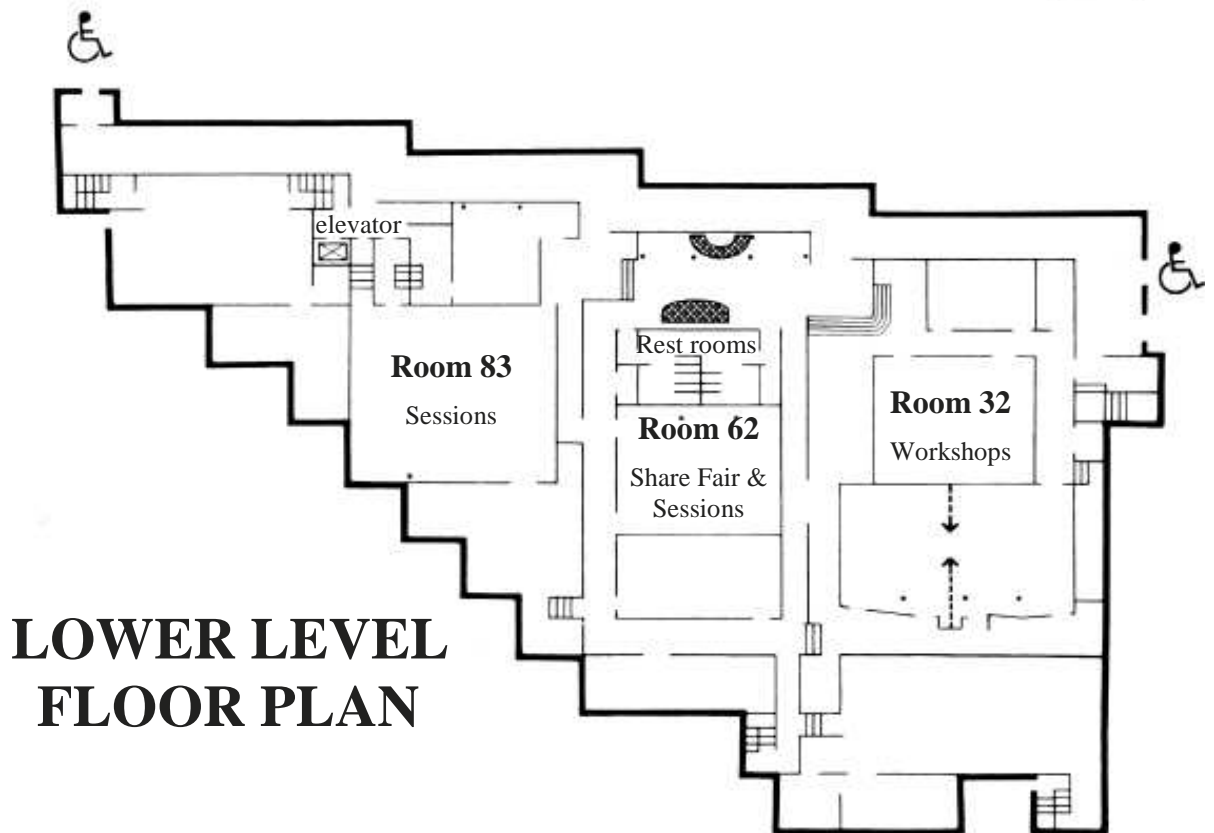 elevator
Rest rooms
Room 83
Sessions
Room 62
Share Fair &
Sessions
Room 32
Workshops
LOWER LEVEL
FLOOR PLAN